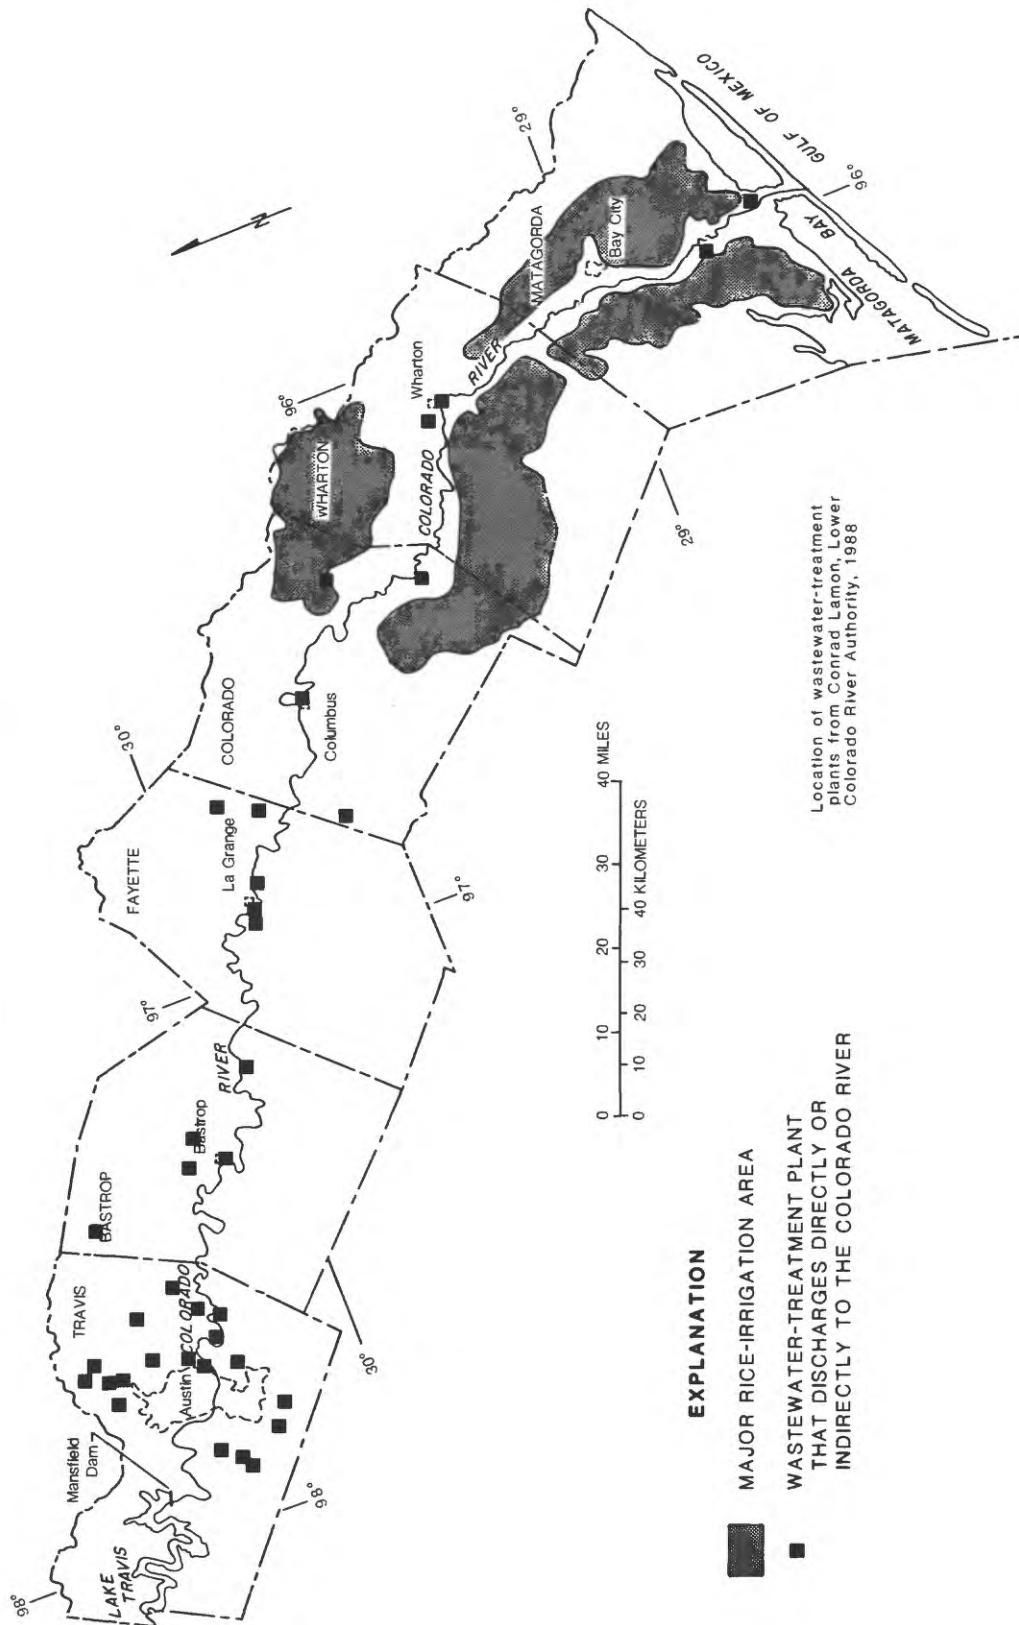 98°
LAKE
TRAVIS
Mansfield
Dam
TRAVIS
Austin
COLORADO
98°
30°
BASTROP
Bastrop
RIVER
97°
FAYETTE
La Grange
97°
30°
COLORADO
Columbus
WHARTON
96°
COLORADO
Wharton
RIVER
29°
MATAGORDA
Bay City
29°
N
GULF OF MEXICO
MATAGORDA
BAY
96°
0 10 20 30 40 MILES
0 10 20 30 40 KILOMETERS
EXPLANATION
MAJOR RICE-IRRIGATION AREA
WASTEWATER-TREATMENT PLANT
THAT DISCHARGES DIRECTLY OR
INDIRECTLY TO THE COLORADO RIVER
Location of wastewater-treatment
plants from Conrad Lamon, Lower
Colorado River Authority, 1988